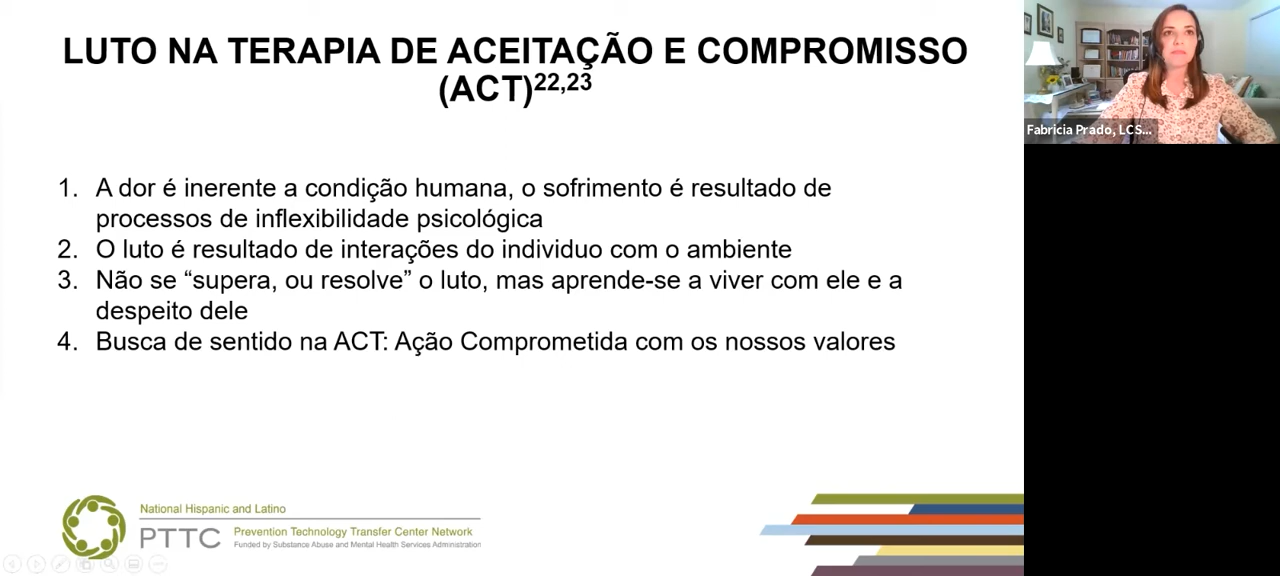 LUTO NA TERAPIA DE ACEITAÇÃO E COMPROMISSO
(ACT)22,23
Fabricia Prado, LCS...
1. A dor é inerente a condição humana, o sofrimento é resultado de
processos de inflexibilidade psicológica
2. O luto é resultado de interações do individuo com o ambiente
3. Não se “supera, ou resolve” o luto, mas aprende-se a viver com ele e a
despeito dele
4. Busca de sentido na ACT: Ação Comprometida com os nossos valores
National Hispanic and Latino
PTTC
Prevention Technology Transfer Center Network
Funded by Substance Abuse and Mental Health Services Administration